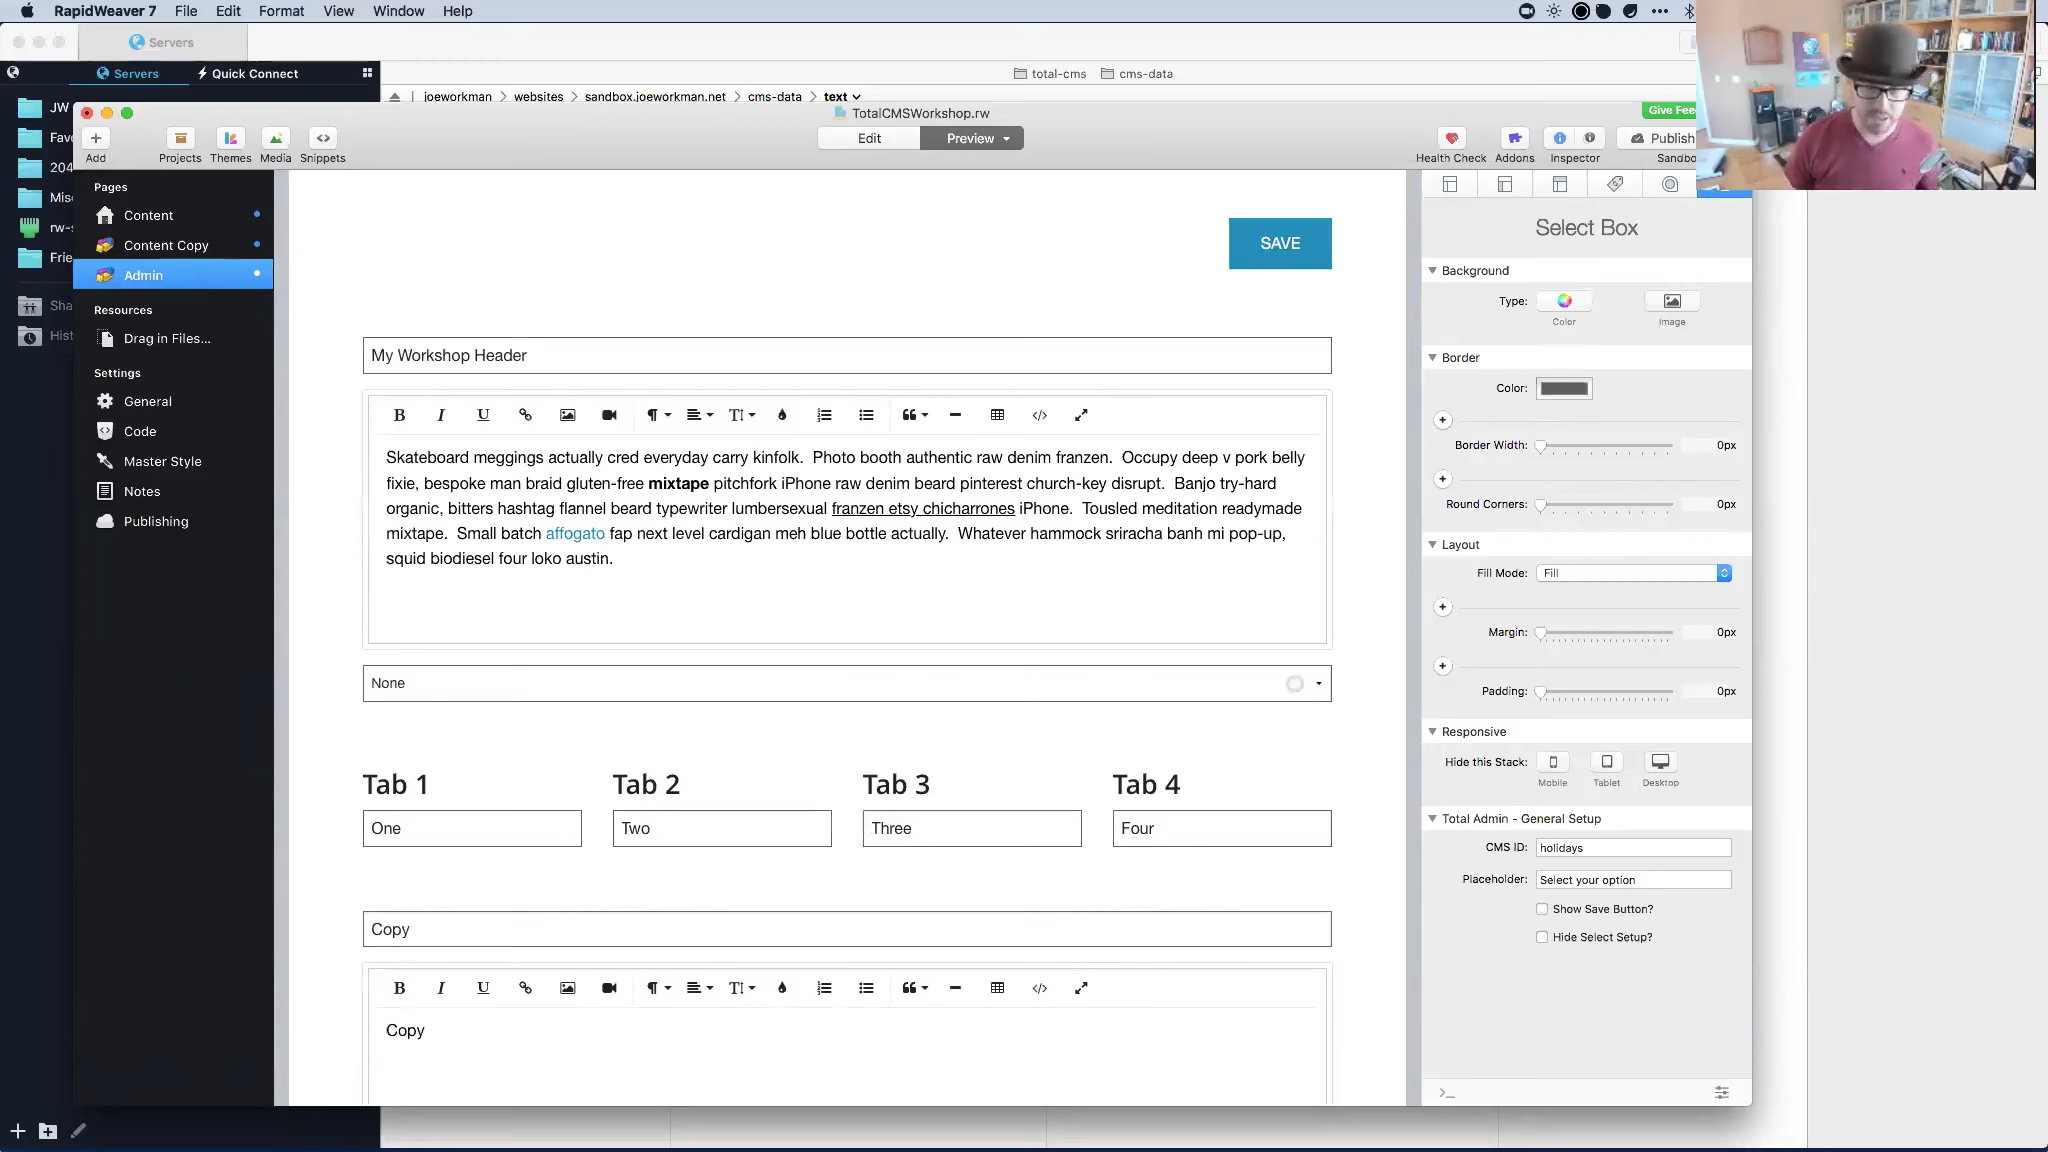 RapidWeaver 7 File Edit Format View Window Help
Servers
Servers Quick Connect
total-cms cms-data
joeworkman websites sandbox.joeworkman.net cms-data text
JW
Favo
204
Misc
rw-s
Frie
Sha
Hist
TotalCMSWorkshop.rw
Give Fee
Edit Preview
Add Projects Themes Media Snippets
Health Check Addons Inspector
Publish
Sandbo
Pages
Content
Content Copy
Admin
Resources
Drag in Files...
Settings
General
Code
Master Style
Notes
Publishing
SAVE
My Workshop Header
Skateboard meggings actually cred everyday carry kinfolk. Photo booth authentic raw denim franzen. Occupy deep v pork belly
fixie, bespoke man braid gluten-free mixtape pitchfork iPhone raw denim beard pinterest church-key disrupt. Banjo try-hard
organic, bitters hashtag flannel beard typewriter lumbersexual franzen etsy chicharrones iPhone. Tousled meditation readymade
mixtape. Small batch affogato fap next level cardigan meh blue bottle actually. Whatever hammock sriracha banh mi pop-up,
squid biodiesel four loko austin.
None
Tab 1 Tab 2 Tab 3 Tab 4
One Two Three Four
Copy
Copy
Select Box
Background
Type:
Color Image
Border
Color:
Border Width: 0px
Round Corners: 0px
Layout
Fill Mode: Fill
Margin: 0px
Padding: 0px
Responsive
Hide this Stack:
Mobile Tablet Desktop
Total Admin - General Setup
CMS ID: holidays
Placeholder: Select your option
Show Save Button?
Hide Select Setup?